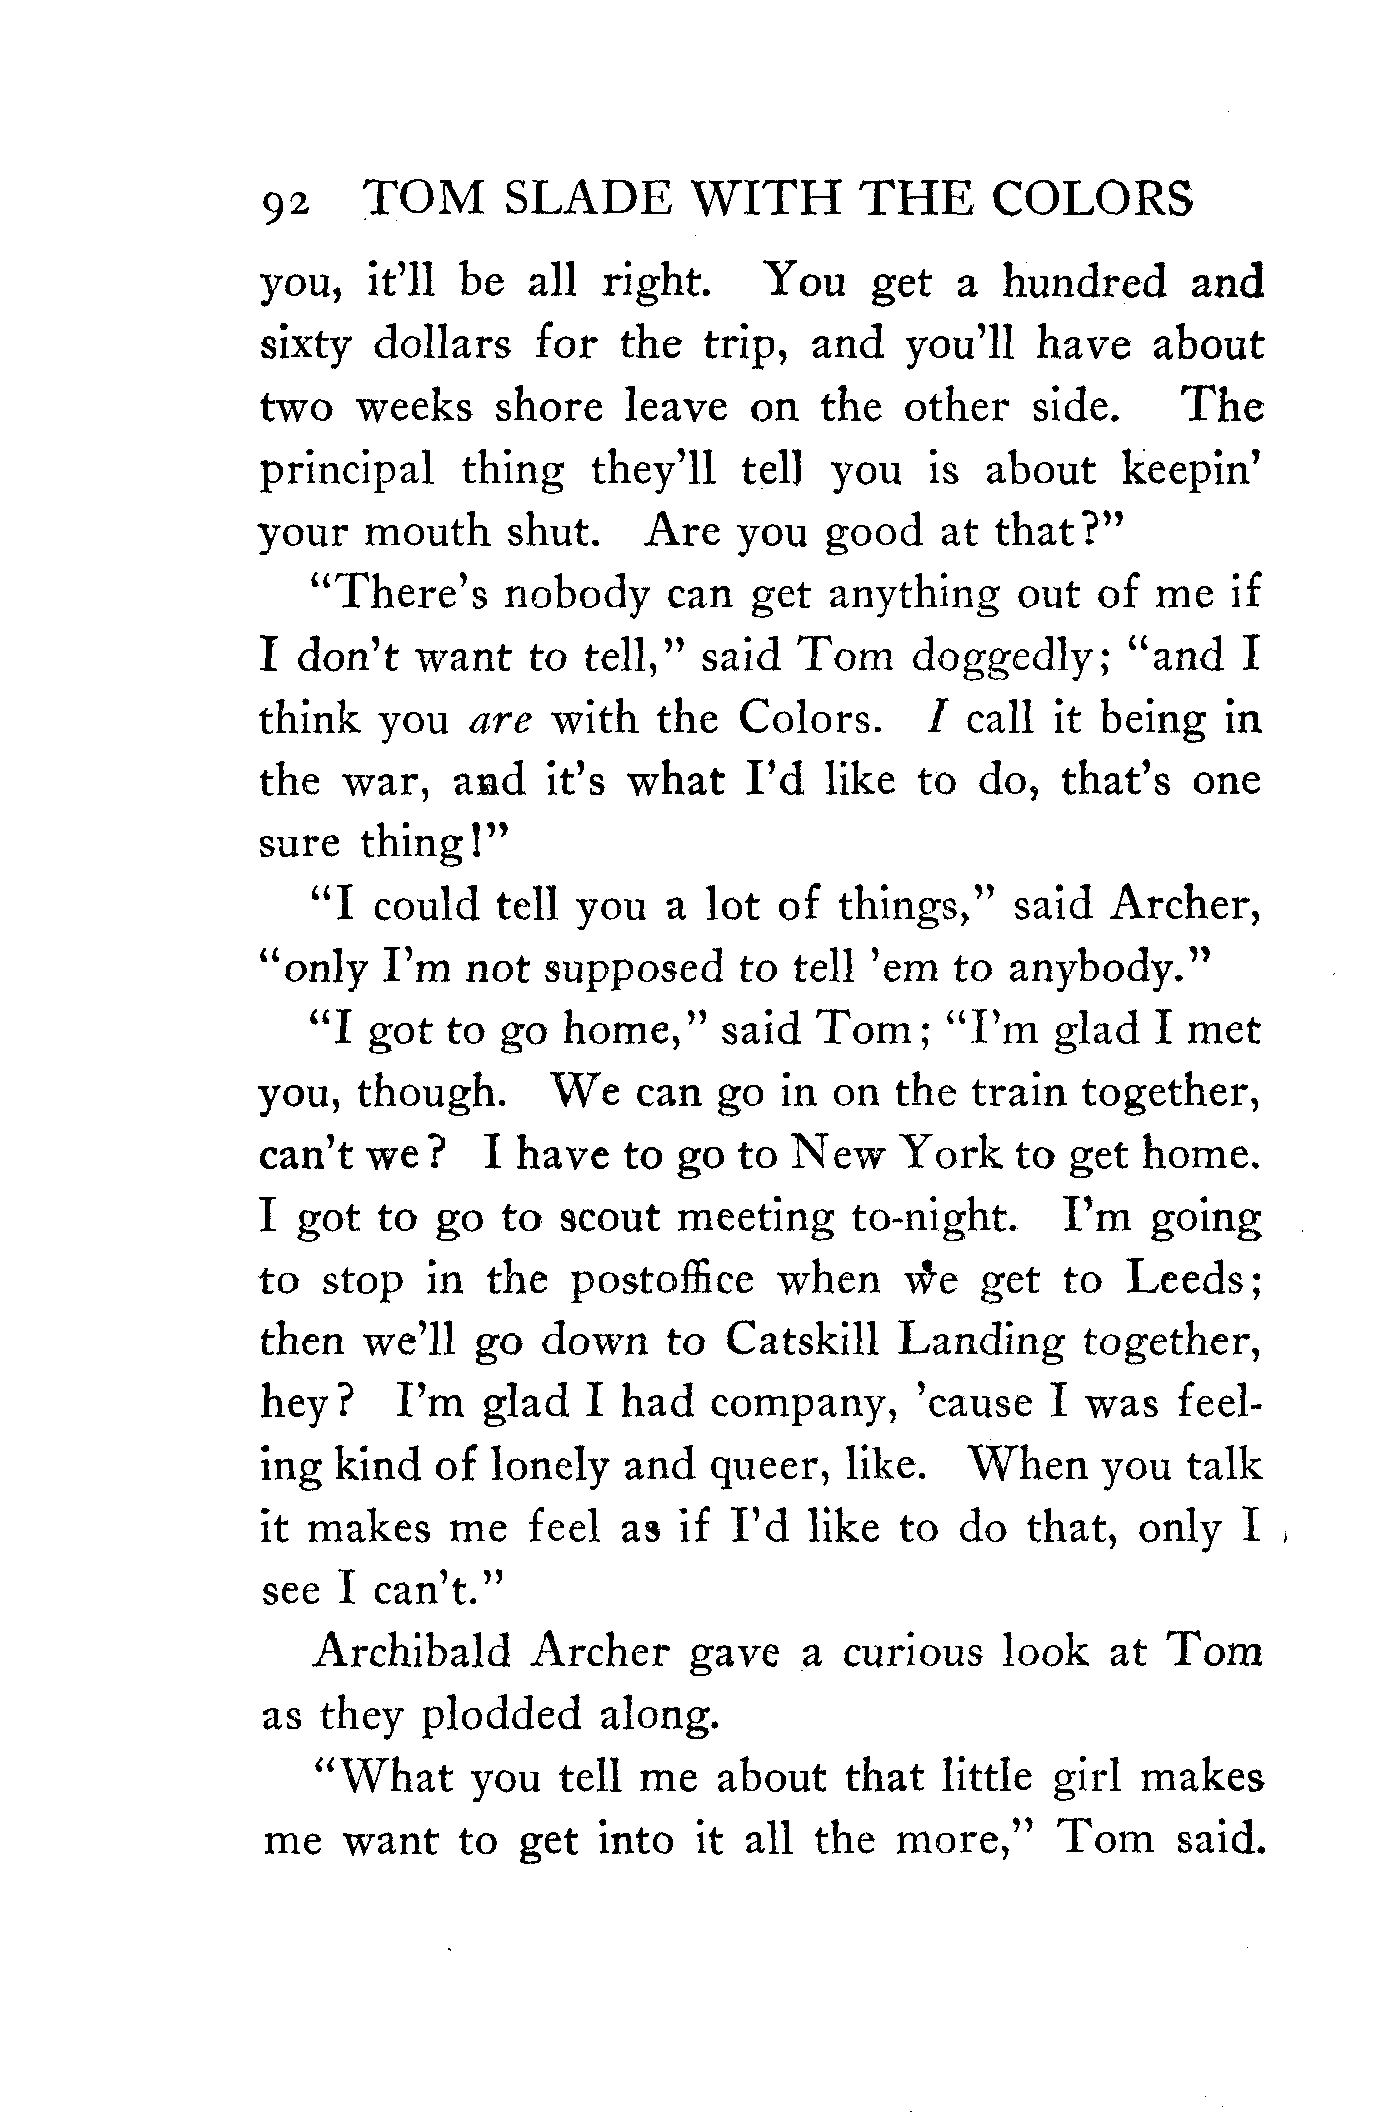 92 TOM SLADE WITH THE COLORS
you, it'll be all right. You get a hundred and
sixty dollars for the trip, and you'll have about
two weeks shore leave on the other side. The
principal thing they'll tell you is about keepin'
your mouth shut. Are you good at that?"
"There's nobody can get anything out of me if
I don't want to tell," said Tom doggedly; "and I
think you are with the Colors. I call it being in
the war, and it's what I'd like to do, that's one
sure thing!"
"I could tell you a lot of things," said Archer,
"only I'm not supposed to tell 'em to anybody."
"I got to go home," said Tom; "I'm glad I met
you, though. We can go in on the train together,
can't we? I have to go to New York to get home.
I got to go to scout meeting to-night. I'm going
to stop in the postoffice when we get to Leeds;
then we'll go down to Catskill Landing together,
hey? I'm glad I had company, 'cause I was feel-
ing kind of lonely and queer, like. When you talk
it makes me feel as if I'd like to do that, only I
see I can't."
Archibald Archer gave a curious look at Tom
as they plodded along.
"What you tell me about that little girl makes
me want to get into it all the more," Tom said.